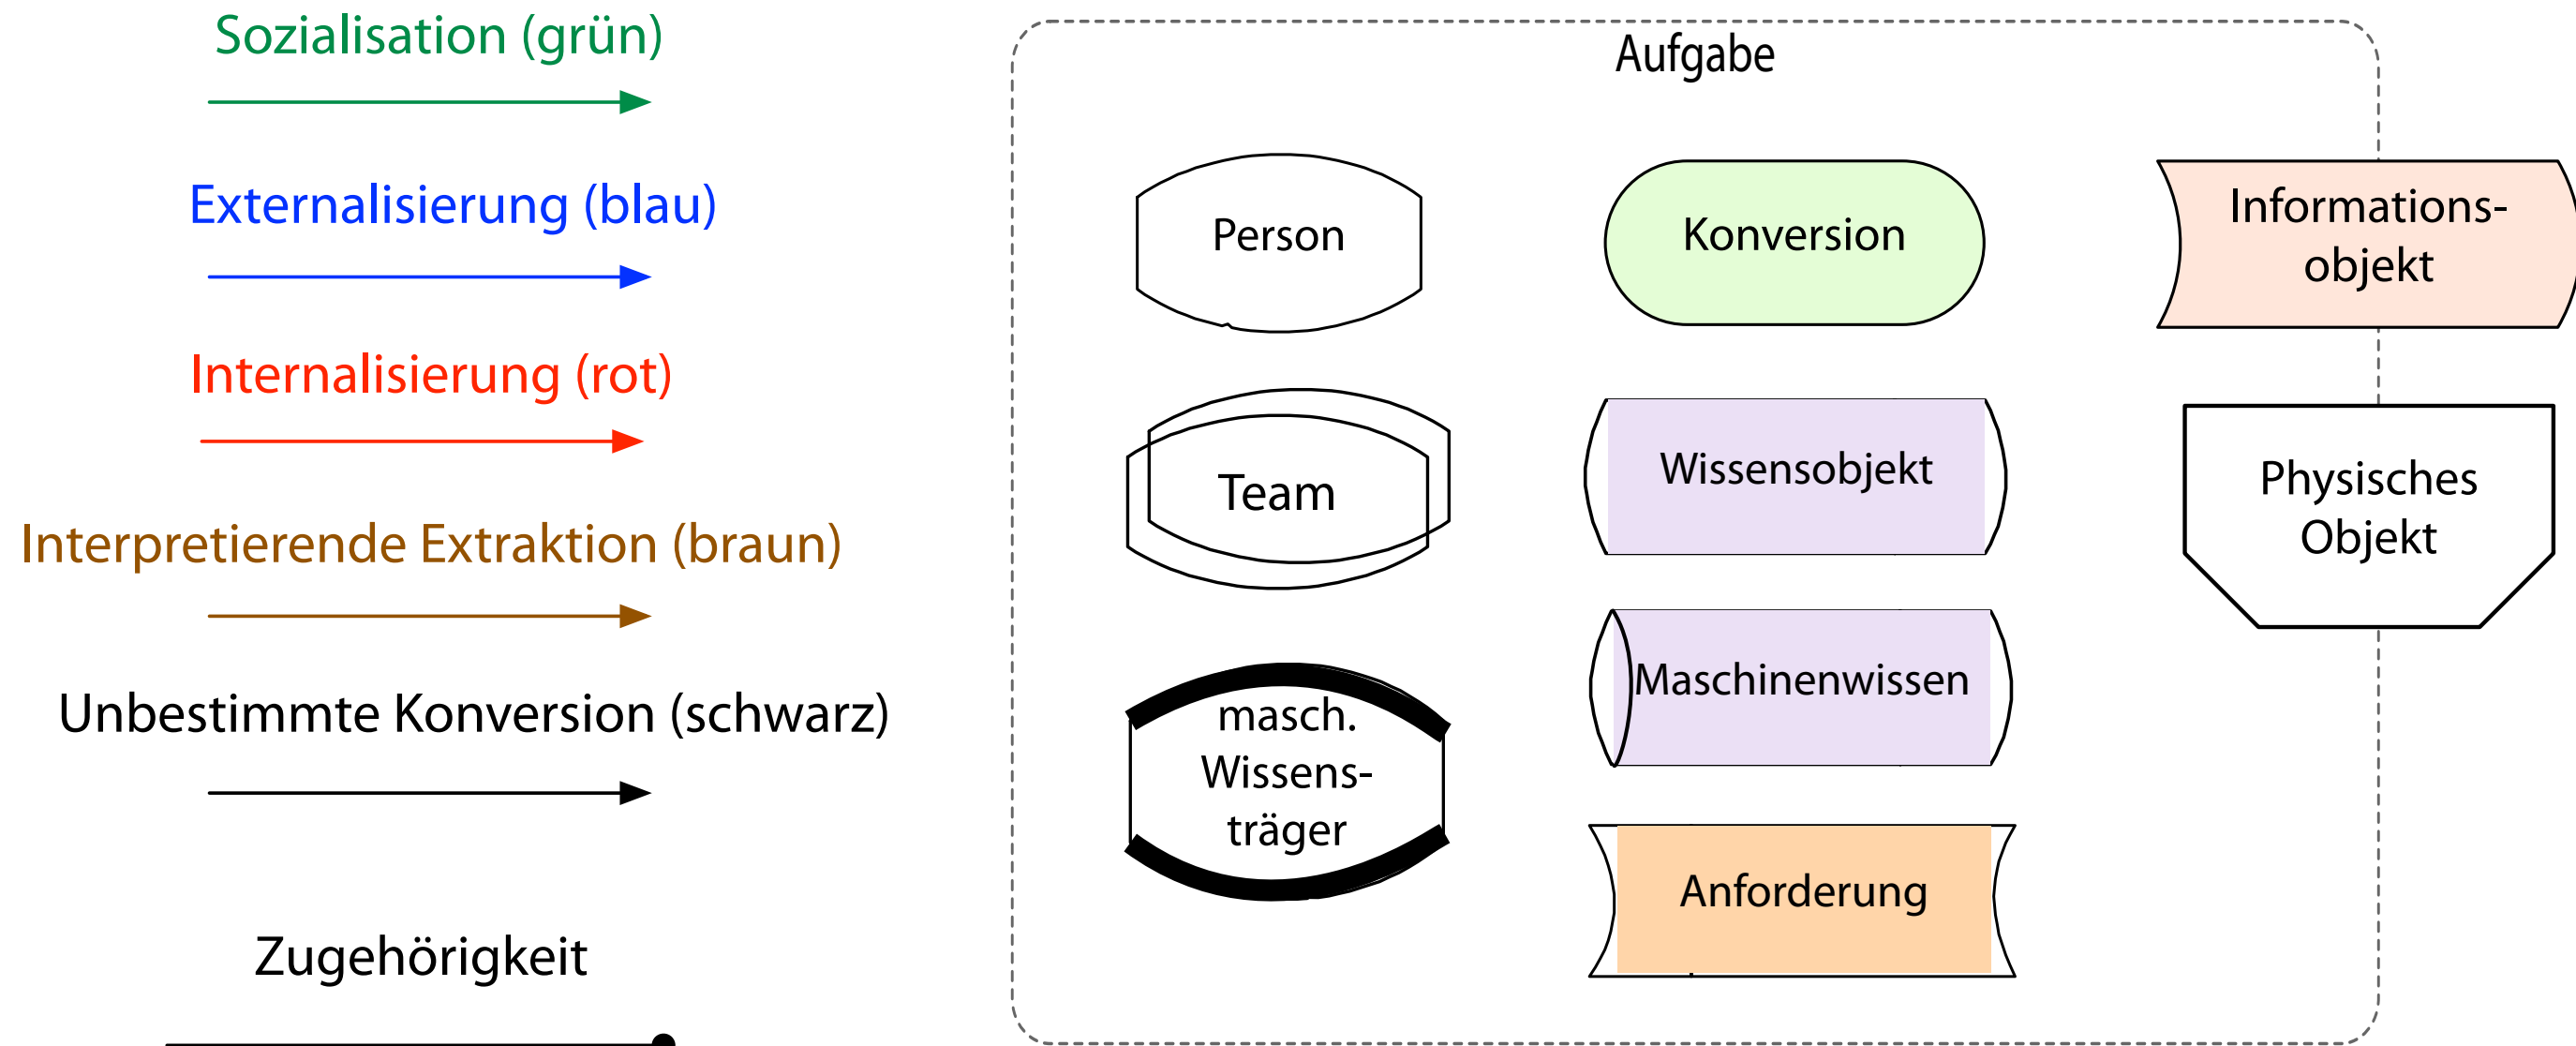 Sozialisation (grün)
Externalisierung (blau)
Internalisierung (rot)
Interpretierende Extraktion (braun)
Unbestimmte Konversion (schwarz)
Zugehörigkeit
Aufgabe
Person
Team
masch.
Wissens-
träger
Konversion
Wissensobjekt
Maschinenwissen
Anforderung
Informations-
objekt
Physisches
Objekt